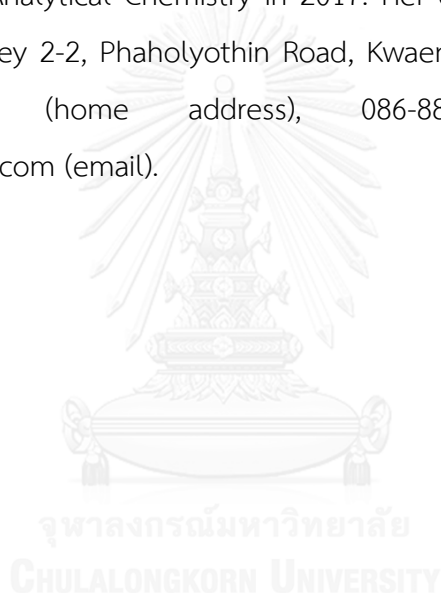 Analytical Chemistry in 2017. Her
ey 2-2, Phaholyothin Road, Kwaen
(home address), 086-88
.com (email).
จุฬาลงกรณ์มหาวิทยาลัย
CHULALONGKORN UNIVERSITY